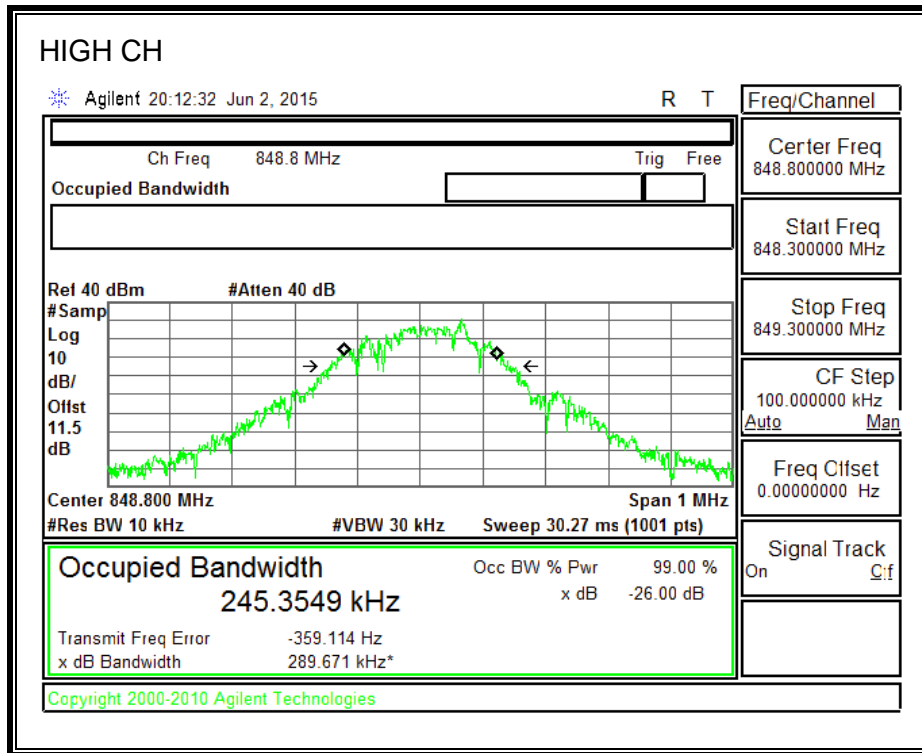 HIGH CH
Agilent 20:12:32 Jun 2, 2015 R T
Freq/Channel
Ch Freq 848.8 MHz Trig Free
Occupied Bandwidth
Center Freq
848.800000 MHz
Start Freq
848.300000 MHz
Stop Freq
849.300000 MHz
CF Step
100.000000 kHz
Auto Man
Freq Offset
0.00000000 Hz
Signal Track
On Off
Ref 40 dBm #Atten 40 dB
#Samp
Log
10
dB/
Offst
11.5
dB
Center 848.800 MHz Span 1 MHz
#Res BW 10 kHz #VBW 30 kHz Sweep 30.27 ms (1001 pts)
Occupied Bandwidth
245.3549 kHz
Occ BW % Pwr 99.00 %
x dB -26.00 dB
Transmit Freq Error -359.114 Hz
x dB Bandwidth 289.671 kHz*
Copyright 2000-2010 Agilent Technologies